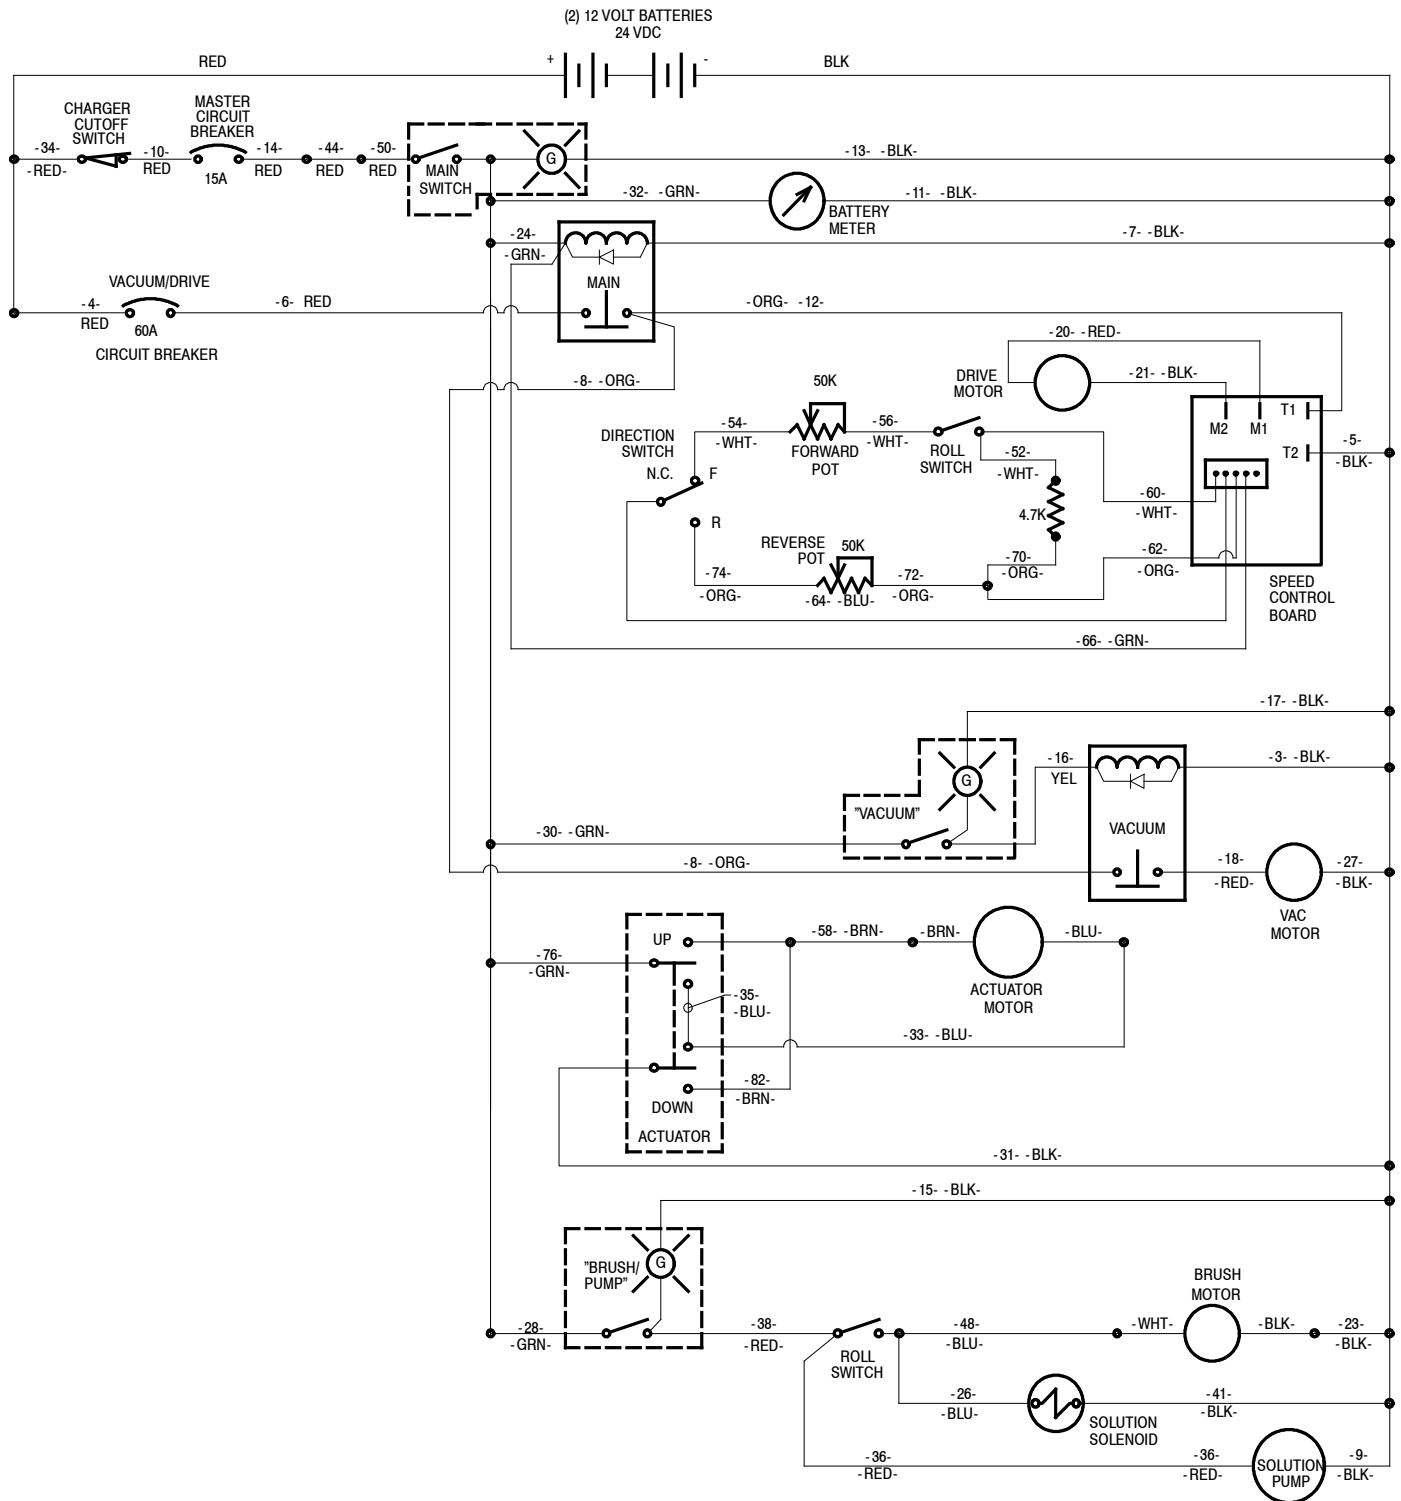 (2) 12 VOLT BATTERIES
24 VDC
RED
+
-
BLK
CHARGER
CUTOFF
SWITCH
MASTER
CIRCUIT
BREAKER
-34-
-RED-
-10-
RED
15A
-14-
RED
-44-
RED
-50-
RED
MAIN
SWITCH
G
-13- -BLK-
-32- -GRN-
BATTERY
METER
-11- -BLK-
-24-
-GRN-
MAIN
-7- -BLK-
VACUUM/DRIVE
-4-
RED
60A
CIRCUIT BREAKER
-6- RED
-ORG- -12-
-8- -ORG-
-20- -RED-
DRIVE
MOTOR
-21- -BLK-
M2
M1
T1
T2
-5-
-BLK-
50K
-54-
-WHT-
FORWARD
POT
-56-
-WHT-
ROLL
SWITCH
DIRECTION
SWITCH
N.C.
F
R
-52-
-WHT-
4.7K
-60-
-WHT-
REVERSE
POT
50K
-74-
-ORG-
-64- -BLU-
-72-
-ORG-
-70-
-ORG-
-62-
-ORG-
SPEED
CONTROL
BOARD
-66- -GRN-
-17- -BLK-
G
"VACUUM"
-16-
YEL
-3- -BLK-
VACUUM
-30- -GRN-
-8- -ORG-
-18-
-RED-
-27-
-BLK-
VAC
MOTOR
UP
-76-
-GRN-
-58- -BRN-
-BRN-
-BLU-
ACTUATOR
MOTOR
-35-
-BLU-
-33- -BLU-
-82-
-BRN-
DOWN
ACTUATOR
-31- -BLK-
-15- -BLK-
G
"BRUSH/
PUMP"
-28-
-GRN-
-38-
-RED-
ROLL
SWITCH
-48-
-BLU-
-WHT-
BRUSH
MOTOR
-BLK-
-23-
-BLK-
-26-
-BLU-
SOLUTION
SOLENOID
-41-
-BLK-
-36-
-RED-
-36-
-RED-
SOLUTION
PUMP
-9-
-BLK-